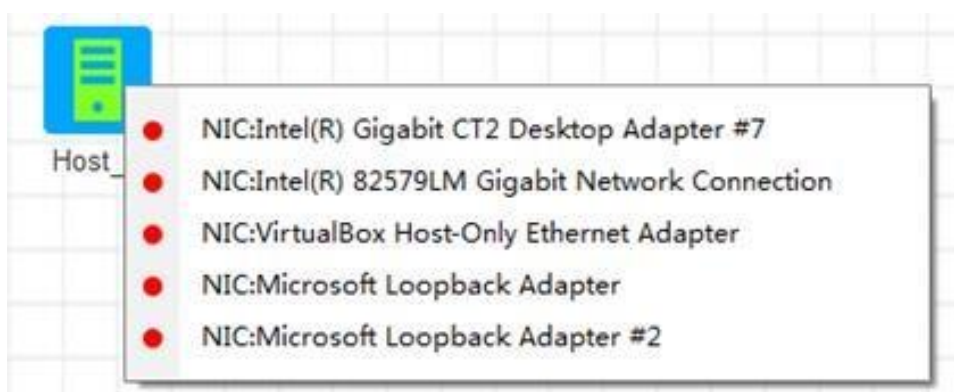 Host_
NIC:Intel(R) Gigabit CT2 Desktop Adapter #7
NIC:Intel(R) 82579LM Gigabit Network Connection
NIC:VirtualBox Host-Only Ethernet Adapter
NIC:Microsoft Loopback Adapter
NIC:Microsoft Loopback Adapter #2